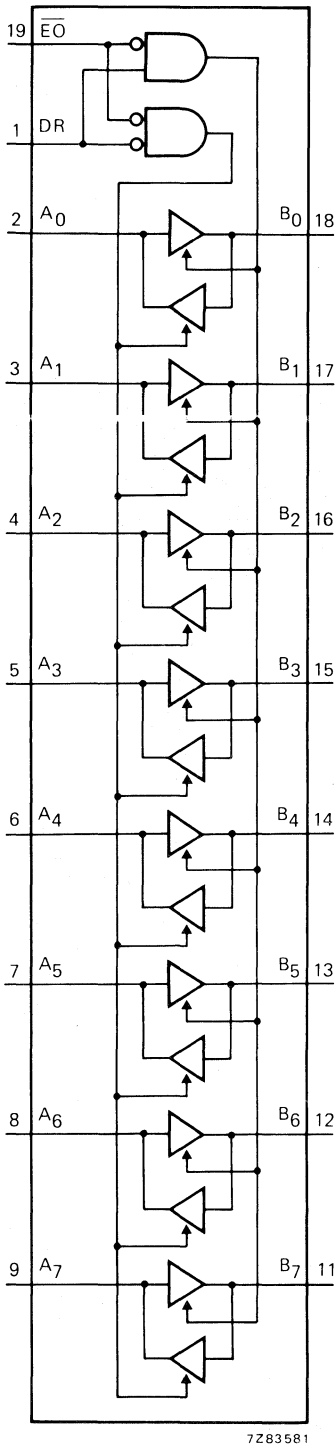 19 E̅O̅
1 DR
2 A₀ B₀ 18
3 A₁ B₁ 17
4 A₂ B₂ 16
5 A₃ B₃ 15
6 A₄ B₄ 14
7 A₅ B₅ 13
8 A₆ B₆ 12
9 A₇ B₇ 11
7Z83581